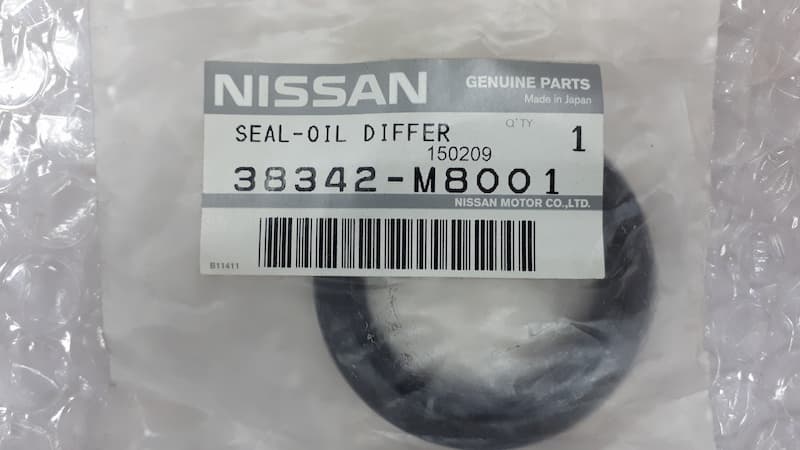 NISSAN
GENUINE PARTS
Made in Japan
SEAL-OIL DIFFER
Q'TY
1
150209
38342-M8001
NISSAN MOTOR CO.,LTD.
B11411